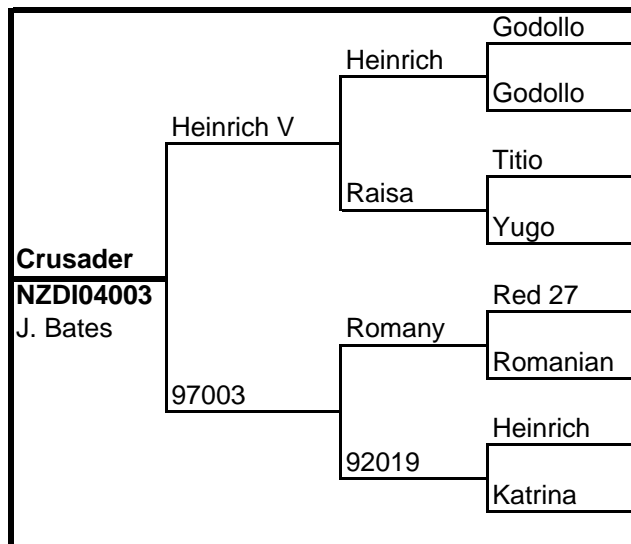 Godollo
Heinrich
Godollo
Heinrich V
Titio
Raisa
Yugo
Crusader
NZDI04003
Red 27
J. Bates
Romany
Romanian
97003
Heinrich
92019
Katrina